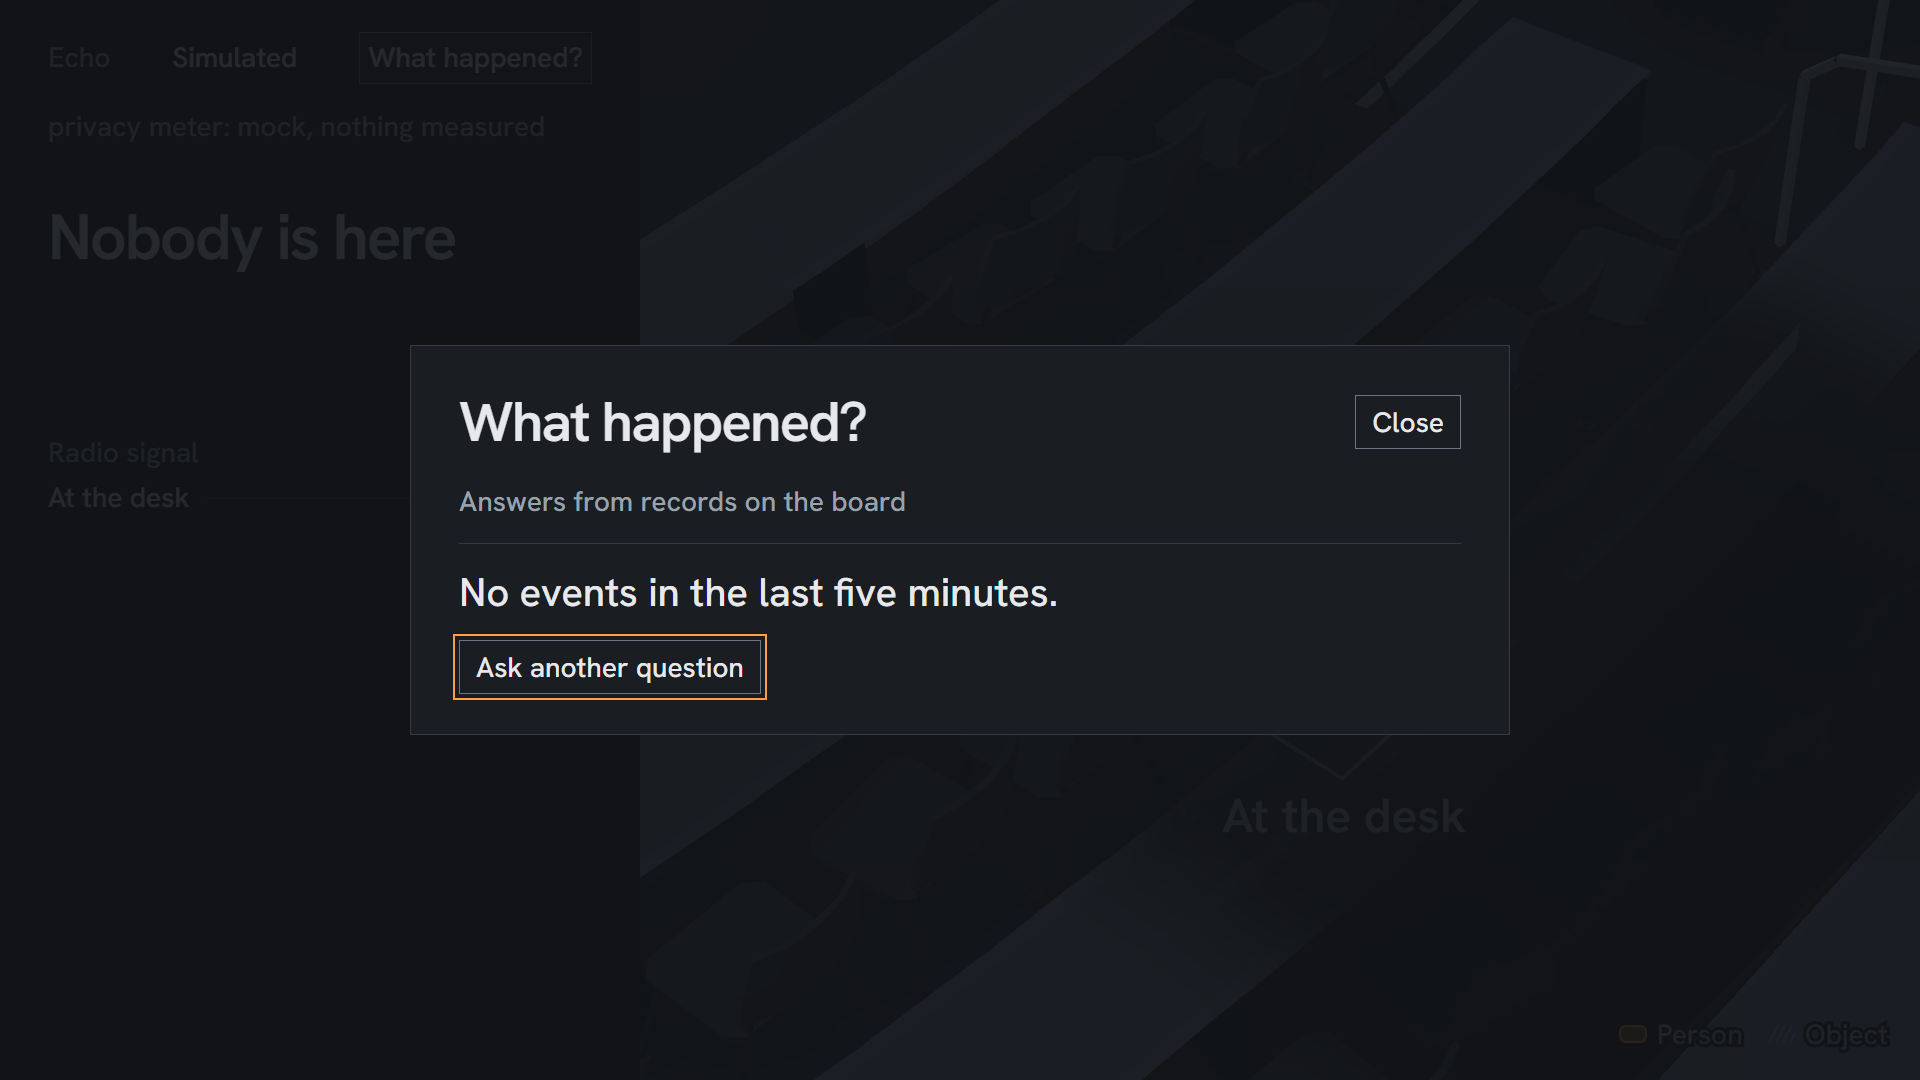 Echo
Simulated
What happened?
privacy meter: mock, nothing measured
Nobody is here
Radio signal
At the desk
What happened?
Close
Answers from records on the board
No events in the last five minutes.
Ask another question
At the desk
Person
Object